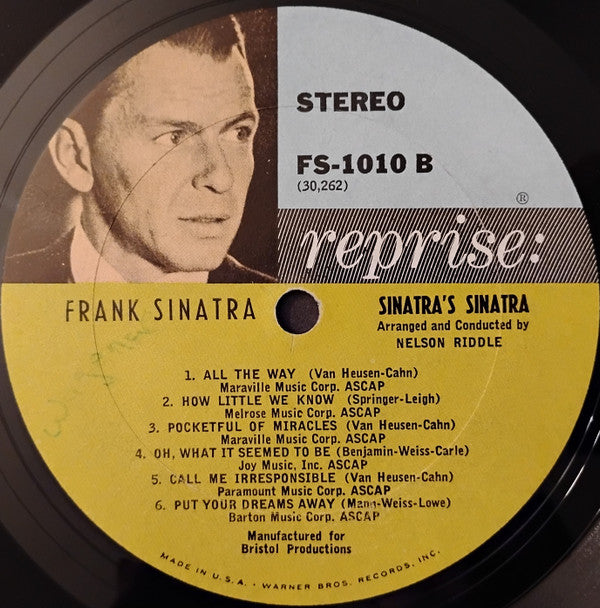 STEREO
FS-1010 B
(30,262)
®
reprise:
FRANK SINATRA
SINATRA'S SINATRA
Arranged and Conducted by
NELSON RIDDLE
1. ALL THE WAY (Van Heusen-Cahn)
Maraville Music Corp. ASCAP
2. HOW LITTLE WE KNOW (Springer-Leigh)
Melrose Music Corp. ASCAP
3. POCKETFUL OF MIRACLES (Van Heusen-Cahn)
Maraville Music Corp. ASCAP
4. OH, WHAT IT SEEMED TO BE (Benjamin-Weiss-Carle)
Joy Music, Inc. ASCAP
5. CALL ME IRRESPONSIBLE (Van Heusen-Cahn)
Paramount Music Corp. ASCAP
6. PUT YOUR DREAMS AWAY (Mann-Weiss-Lowe)
Barton Music Corp. ASCAP
Manufactured for
Bristol Productions
MADE IN U.S.A. • WARNER BROS. RECORDS, INC.